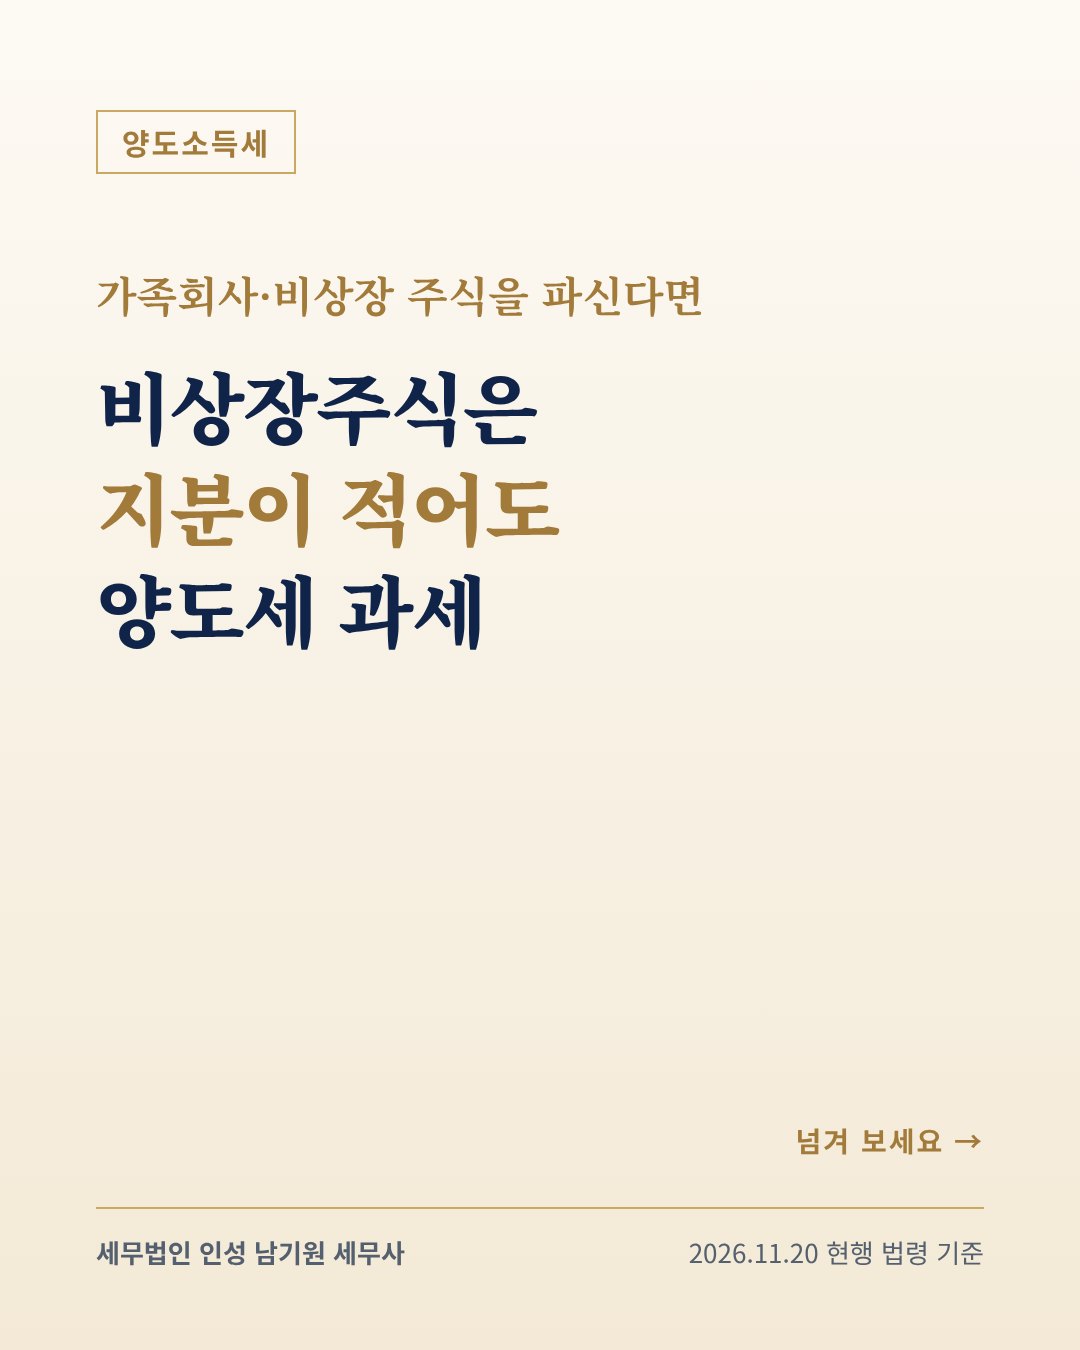 양도소득세
가족회사·비상장 주식을 파신다면
비상장주식은
지분이 적어도
양도세 과세
넘겨 보세요 →
세무법인 인성 남기원 세무사
2026.11.20 현행 법령 기준